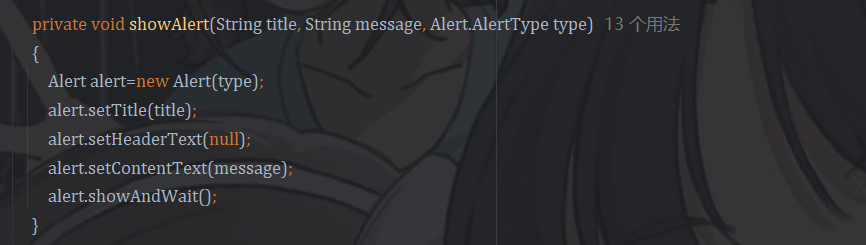 private void showAlert(String title, String message, Alert.AlertType type) 13 个用法
{
Alert alert=new Alert(type);
alert.setTitle(title);
alert.setHeaderText(null);
alert.setContentText(message);
alert.showAndWait();
}